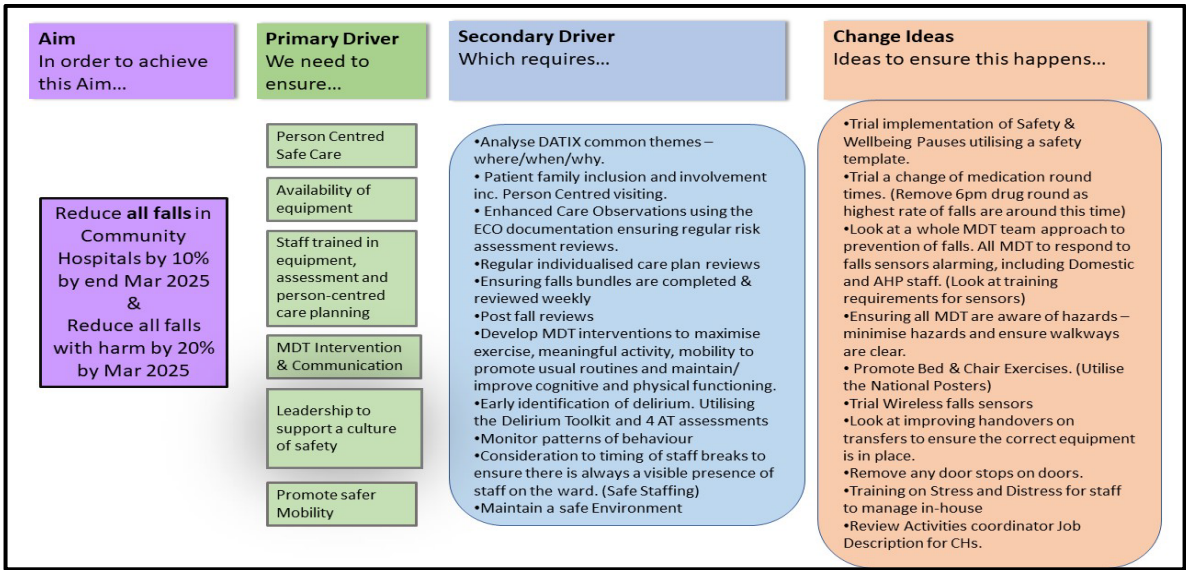 Aim
In order to achieve
this Aim...
Primary Driver
We need to
ensure...
Secondary Driver
Which requires...
Change Ideas
Ideas to ensure this happens...
Reduce all falls in
Community
Hospitals by 10%
by end Mar 2025
&
Reduce all falls
with harm by 20%
by Mar 2025
Person Centred
Safe Care
Availability of
equipment
Staff trained in
equipment,
assessment and
person-centred
care planning
MDT Intervention
& Communication
Leadership to
support a culture
of safety
Promote safer
Mobility
•Analyse DATIX common themes –
where/when/why.
• Patient family inclusion and involvement
inc. Person Centred visiting.
• Enhanced Care Observations using the
ECO documentation ensuring regular risk
assessment reviews.
•Regular individualised care plan reviews
•Ensuring falls bundles are completed &
reviewed weekly
•Post fall reviews
•Develop MDT interventions to maximise
exercise, meaningful activity, mobility to
promote usual routines and maintain/
improve cognitive and physical functioning.
•Early identification of delirium. Utilising
the Delirium Toolkit and 4 AT assessments
•Monitor patterns of behaviour
•Consideration to timing of staff breaks to
ensure there is always a visible presence of
staff on the ward. (Safe Staffing)
•Maintain a safe Environment
•Trial implementation of Safety &
Wellbeing Pauses utilising a safety
template.
•Trial a change of medication round
times. (Remove 6pm drug round as
highest rate of falls are around this time)
•Look at a whole MDT team approach to
prevention of falls. All MDT to respond to
falls sensors alarming, including Domestic
and AHP staff. (Look at training
requirements for sensors)
•Ensuring all MDT are aware of hazards –
minimise hazards and ensure walkways
are clear.
• Promote Bed & Chair Exercises. (Utilise
the National Posters)
•Trial Wireless falls sensors
•Look at improving handovers on
transfers to ensure the correct equipment
is in place.
•Remove any door stops on doors.
•Training on Stress and Distress for staff
to manage in-house
•Review Activities coordinator Job
Description for CHs.